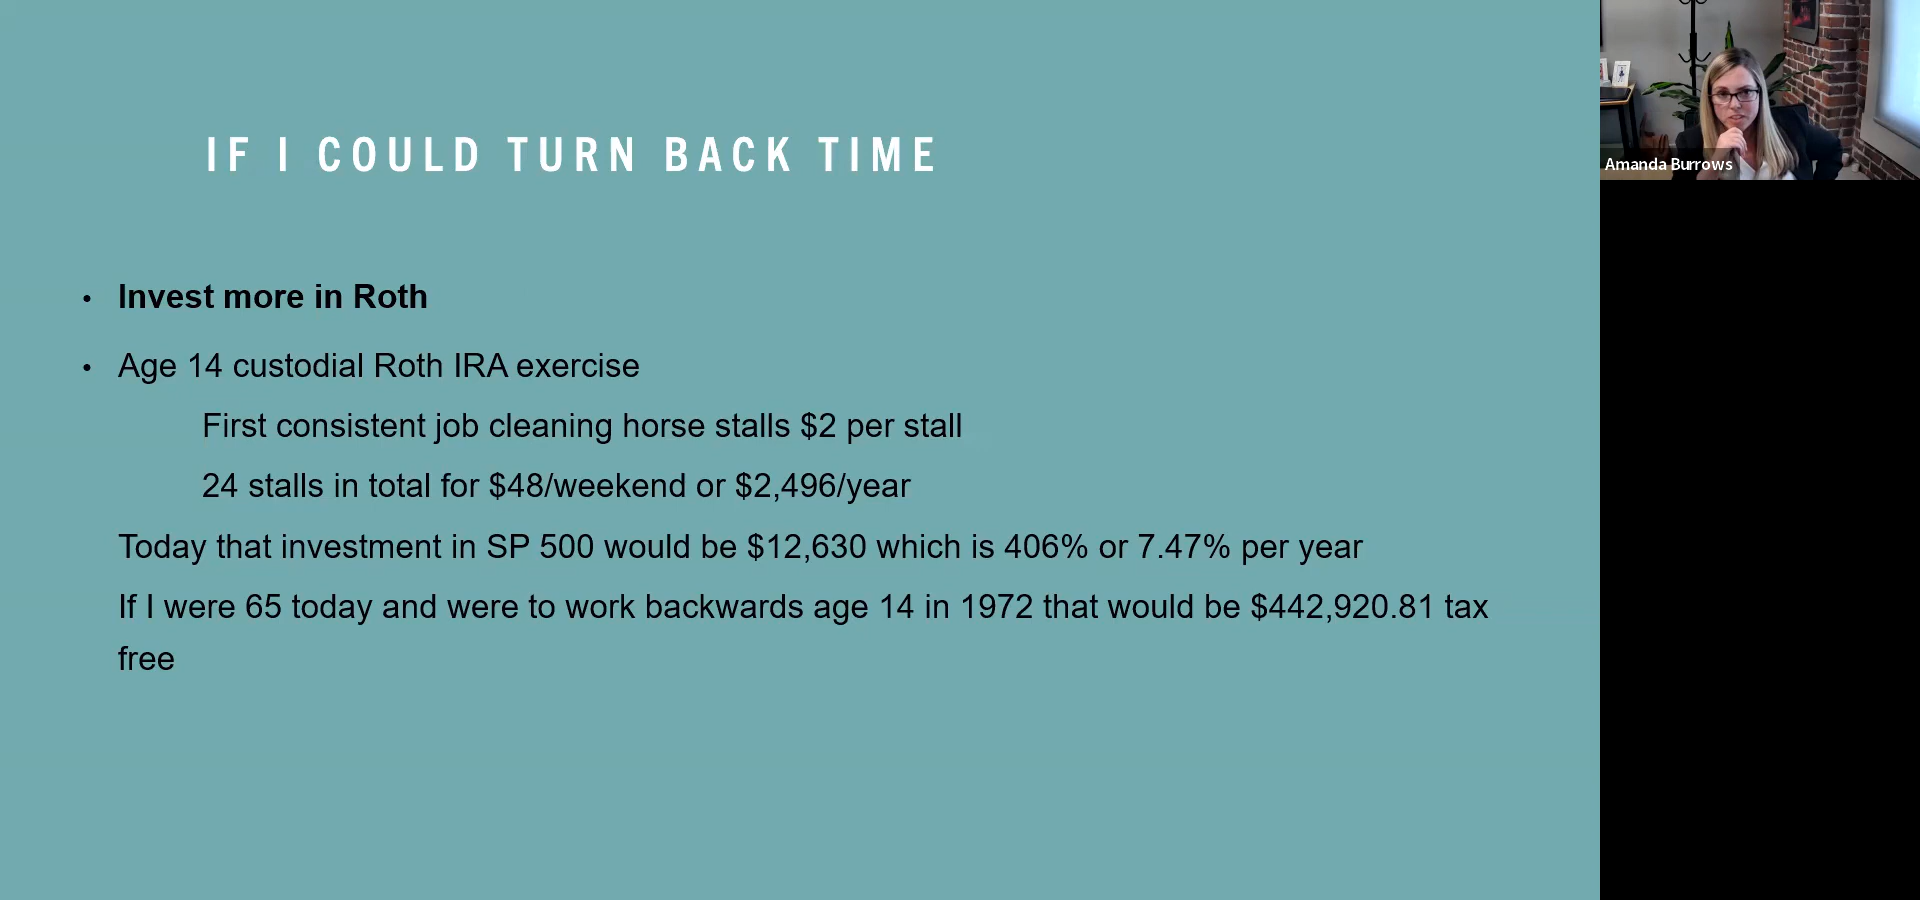 IF I COULD TURN BACK TIME
• Invest more in Roth
• Age 14 custodial Roth IRA exercise
First consistent job cleaning horse stalls $2 per stall
24 stalls in total for $48/weekend or $2,496/year
Today that investment in SP 500 would be $12,630 which is 406% or 7.47% per year
If I were 65 today and were to work backwards age 14 in 1972 that would be $442,920.81 tax
free
Amanda Burrows